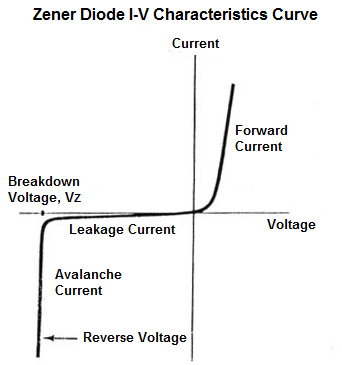 Zener Diode I-V Characteristics Curve
Current
Forward
Current
Breakdown
Voltage, Vz
Leakage Current
Voltage
Avalanche
Current
Reverse Voltage